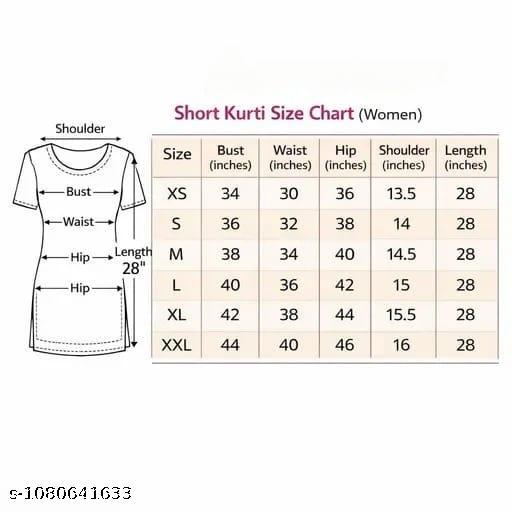 Short Kurti Size Chart (Women)
Shoulder
Bust
Waist
Hip
Length
28"
Hip
Size Bust (inches) Waist (inches) Hip (inches) Shoulder (inches) Length (inches)
XS 34 30 36 13.5 28
S 36 32 38 14 28
M 38 34 40 14.5 28
L 40 36 42 15 28
XL 42 38 44 15.5 28
XXL 44 40 46 16 28
s-1080641633